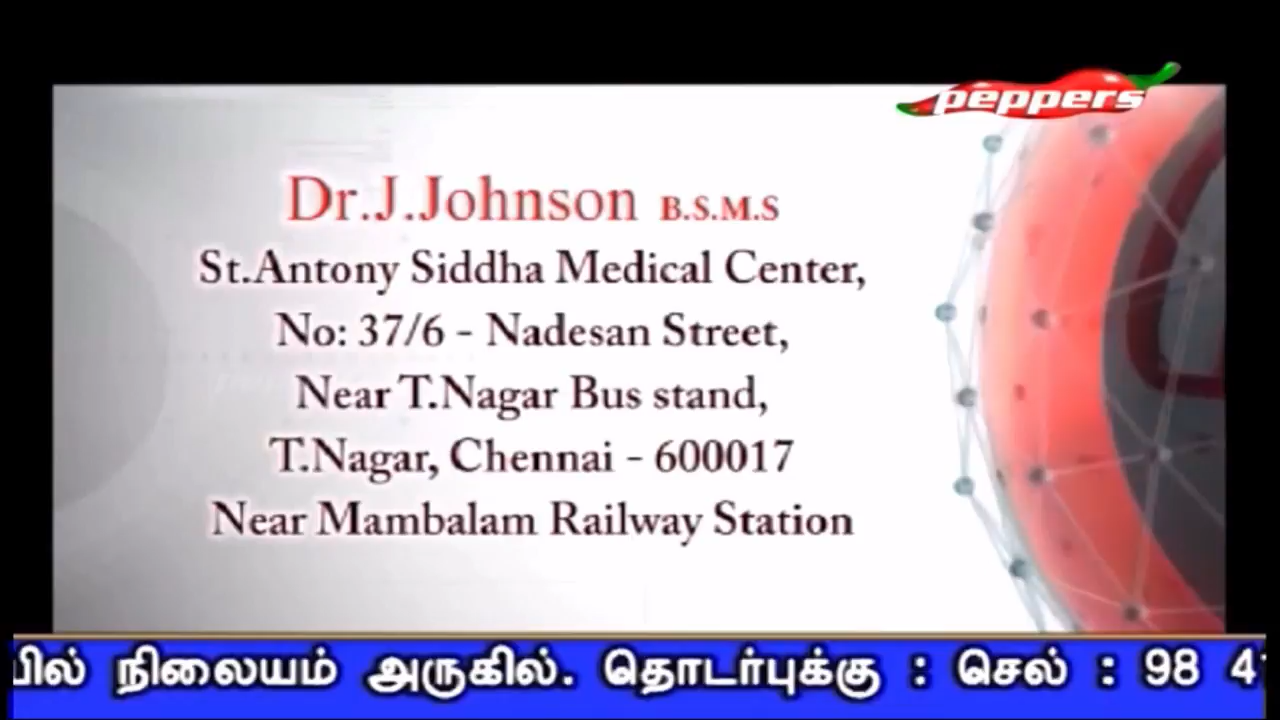 peppers
Dr.J.Johnson B.S.M.S
St.Antony Siddha Medical Center,
No: 37/6 - Nadesan Street,
Near T.Nagar Bus stand,
T.Nagar, Chennai - 600017
Near Mambalam Railway Station
நிலையம் அருகில். தொடர்புக்கு : செல் : 98